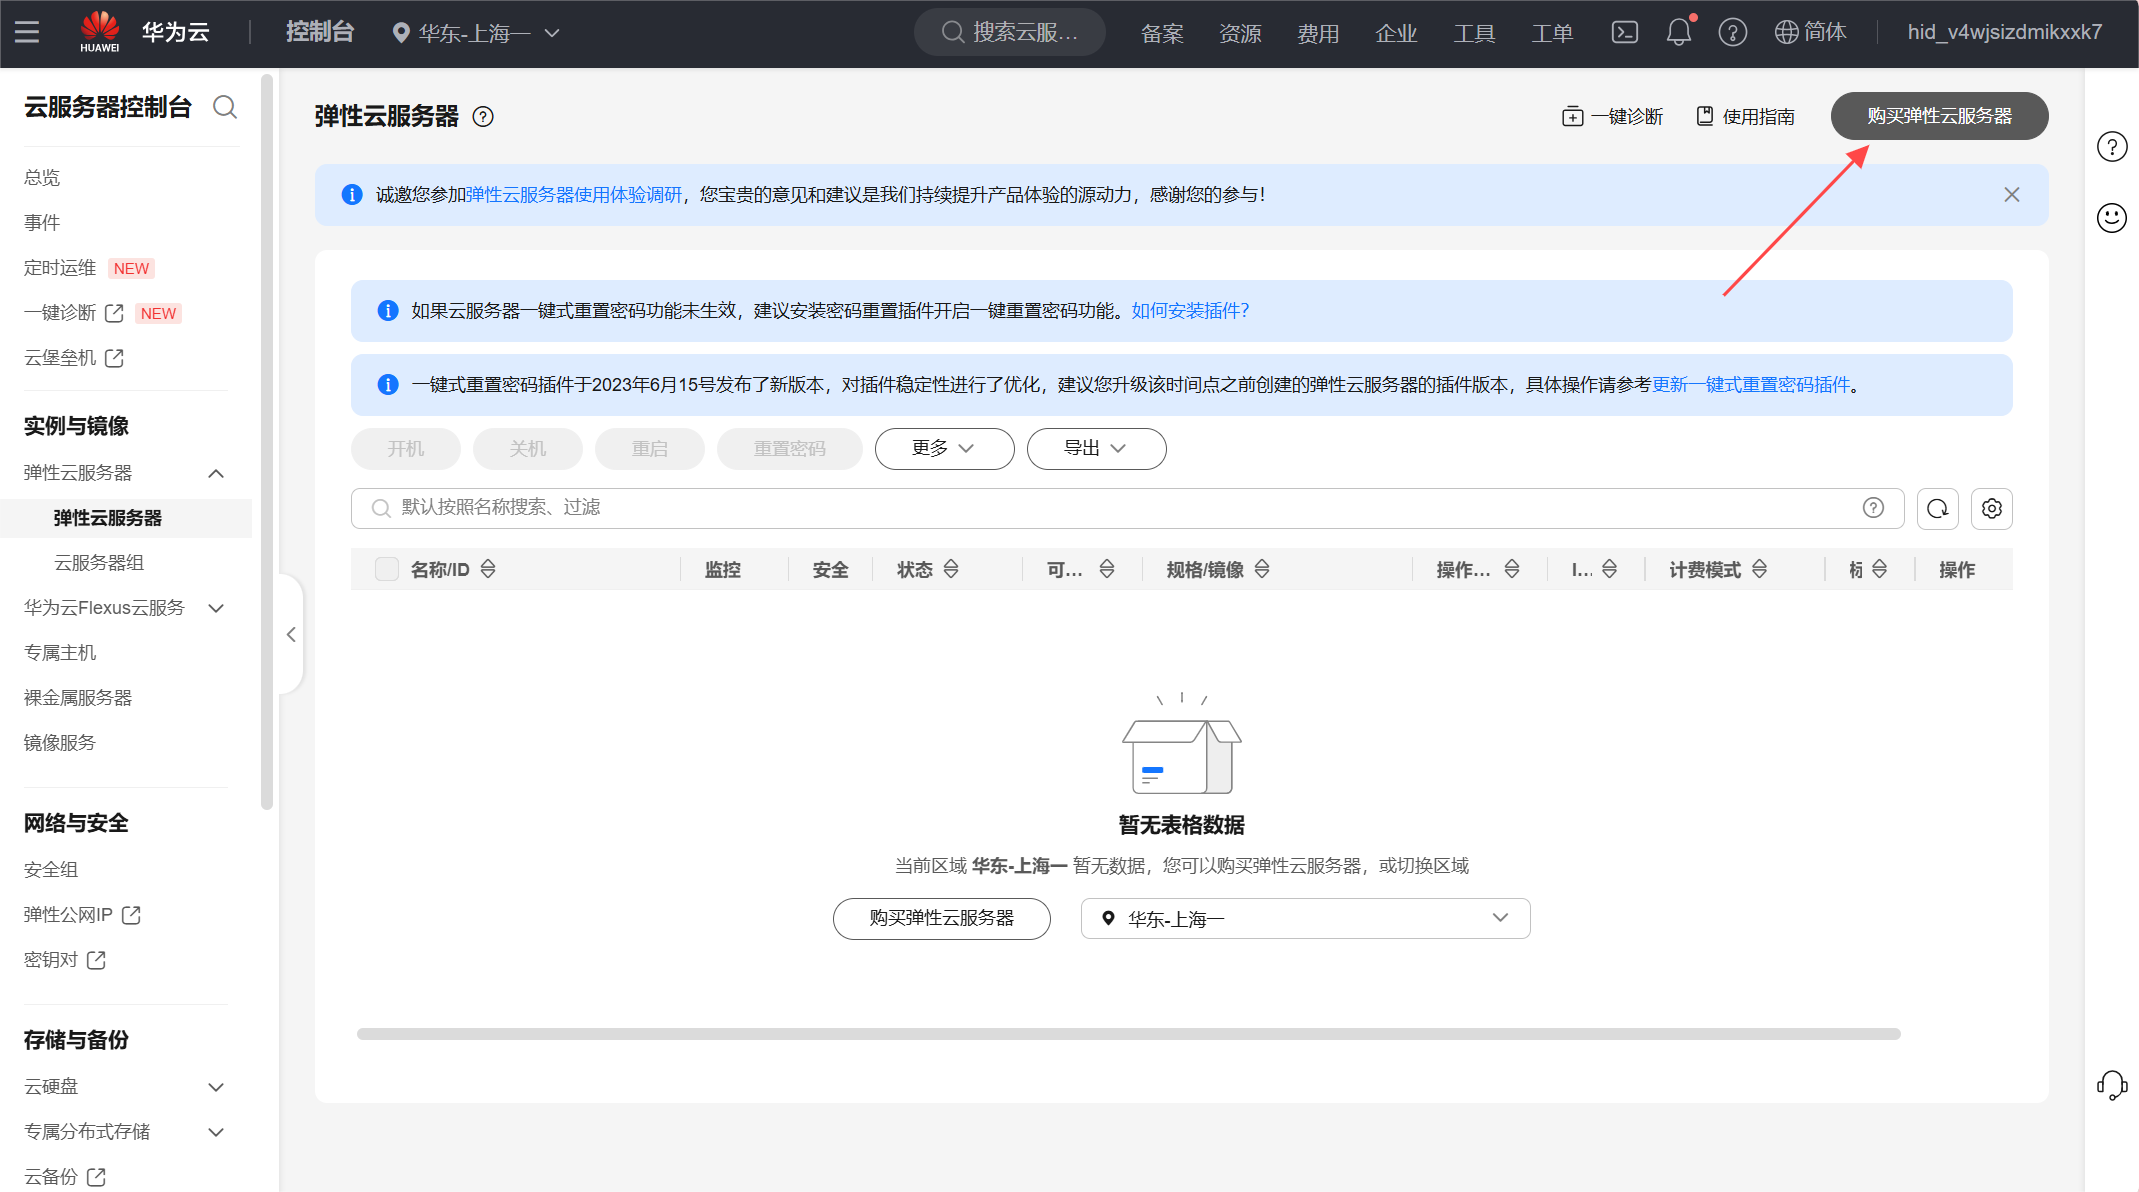 HUAWEI
华为云
控制台
华东-上海一
搜索云服...
备案
资源
费用
企业
工具
工单
简体
hid_v4wjsizdmikxxk7
云服务器控制台
总览
事件
定时运维 NEW
一键诊断 NEW
云堡垒机
实例与镜像
弹性云服务器
弹性云服务器
云服务器组
华为云Flexus云服务
专属主机
裸金属服务器
镜像服务
网络与安全
安全组
弹性公网IP
密钥对
存储与备份
云硬盘
专属分布式存储
云备份
弹性云服务器
一键诊断
使用指南
购买弹性云服务器
诚邀您参加弹性云服务器使用体验调研，您宝贵的意见和建议是我们持续提升产品体验的源动力，感谢您的参与！
如果云服务器一键式重置密码功能未生效，建议安装密码重置插件开启一键重置密码功能。如何安装插件？
一键式重置密码插件于2023年6月15号发布了新版本，对插件稳定性进行了优化，建议您升级该时间点之前创建的弹性云服务器的插件版本，具体操作请参考更新一键式重置密码插件。
开机
关机
重启
重置密码
更多
导出
默认按照名称搜索、过滤
名称/ID
监控
安全
状态
可...
规格/镜像
操作...
I...
计费模式
标
操作
暂无表格数据
当前区域 华东-上海一 暂无数据，您可以购买弹性云服务器，或切换区域
购买弹性云服务器
华东-上海一